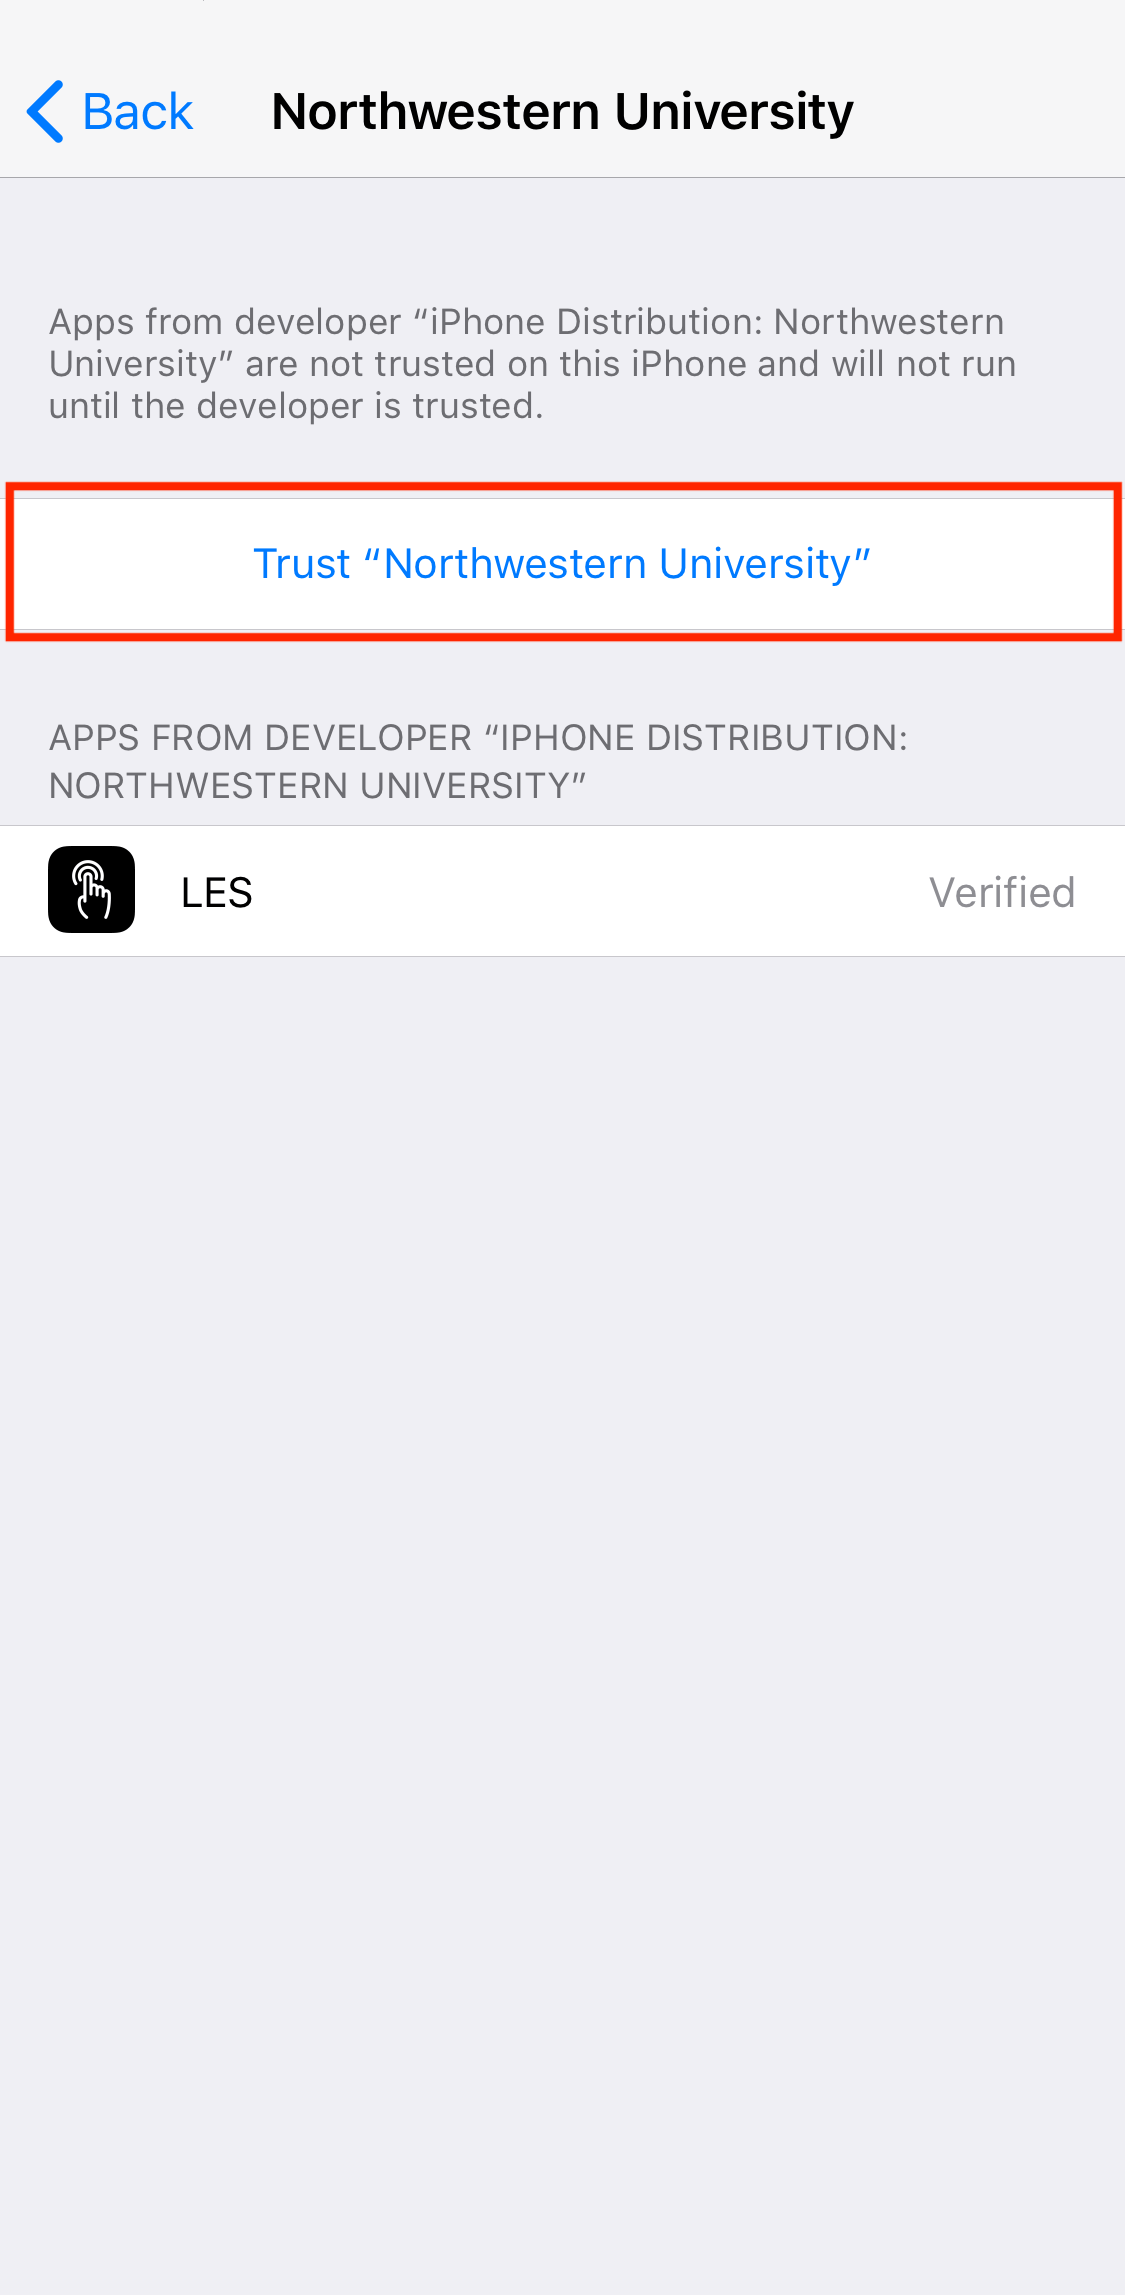 Back
Northwestern University
Apps from developer “iPhone Distribution: Northwestern
University” are not trusted on this iPhone and will not run
until the developer is trusted.
Trust “Northwestern University”
APPS FROM DEVELOPER “IPHONE DISTRIBUTION:
NORTHWESTERN UNIVERSITY”
LES
Verified